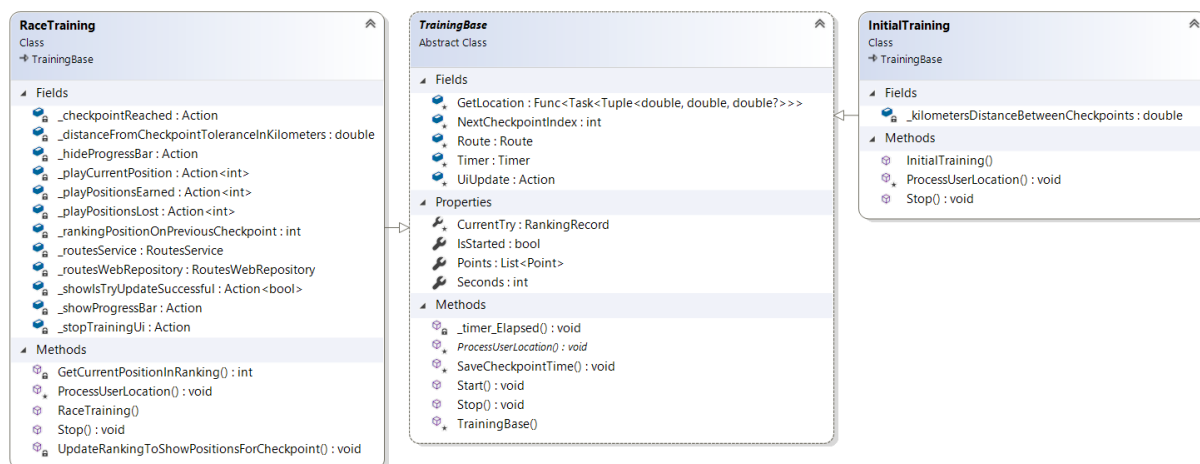 RaceTraining
Class
TrainingBase
Fields
_checkpointReached : Action
_distanceFromCheckpointToleranceInKilometers : double
_hideProgressBar : Action
_playCurrentPosition : Action<int>
_playPositionsEarned : Action<int>
_playPositionsLost : Action<int>
_rankingPositionOnPreviousCheckpoint : int
_routesService : RoutesService
_routesWebRepository : RoutesWebRepository
_showIsTryUpdateSuccessful : Action<bool>
_showProgressBar : Action
_stopTrainingUi : Action
Methods
GetCurrentPositionInRanking() : int
ProcessUserLocation() : void
RaceTraining()
Stop() : void
UpdateRankingToShowPositionsForCheckpoint() : void
TrainingBase
Abstract Class
Fields
GetLocation : Func<Task<Tuple<double, double, double?>>>
NextCheckpointIndex : int
Route : Route
Timer : Timer
UiUpdate : Action
Properties
CurrentTry : RankingRecord
IsStarted : bool
Points : List<Point>
Seconds : int
Methods
_timer_Elapsed() : void
ProcessUserLocation() : void
SaveCheckpointTime() : void
Start() : void
Stop() : void
TrainingBase()
InitialTraining
Class
TrainingBase
Fields
_kilometersDistanceBetweenCheckpoints : double
Methods
InitialTraining()
ProcessUserLocation() : void
Stop() : void